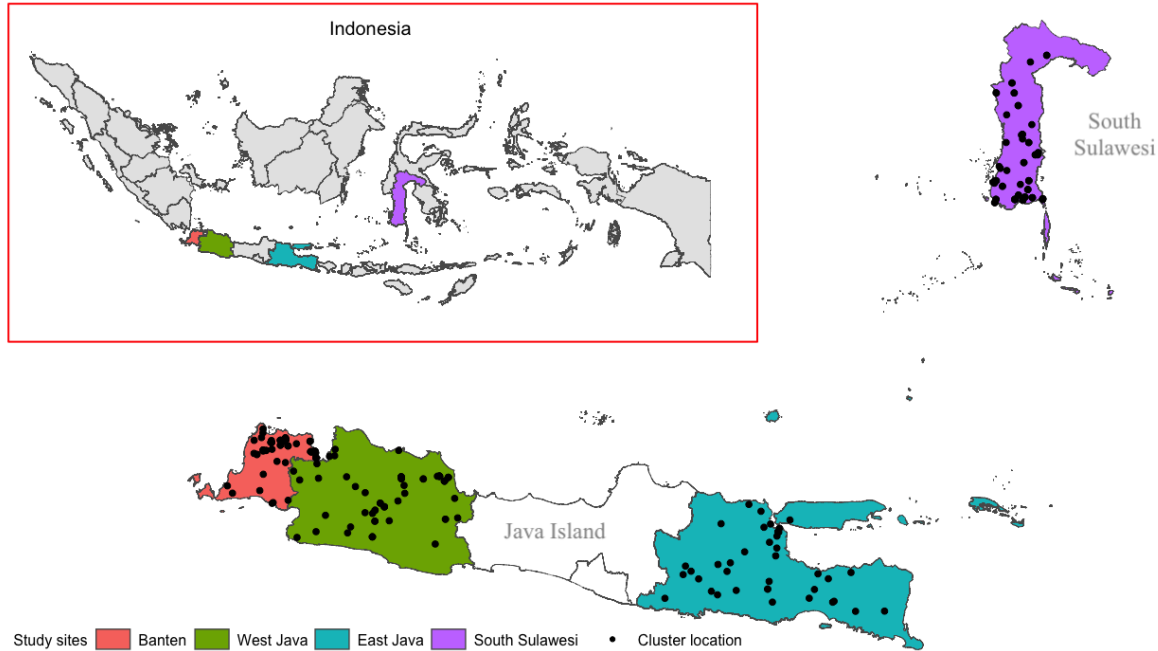 Indonesia
South
Sulawesi
Java Island
Study sites Banten West Java East Java South Sulawesi Cluster location